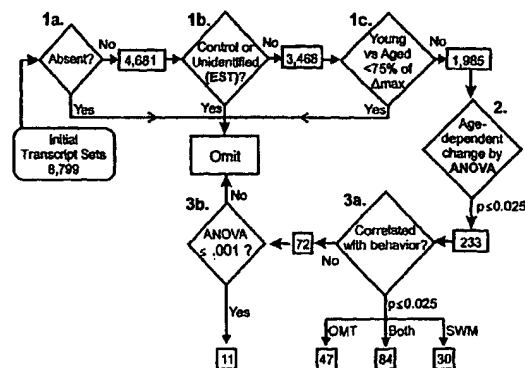 1a.
Absent?
No
4,681
Yes
Initial
Transcript Sets
8,799
1b.
Control or
Unidentified
(EST)?
No
3,468
Yes
1c.
Young
vs Aged
<75% of
Δmax
No
1,985
Yes
Omit
2.
Age-
dependent
change by
ANOVA
p≤0.025
233
3a.
Correlated
with behavior?
No
72
3b.
ANOVA
≤ .001 ?
No
Yes
11
p≤0.025
OMT
Both
SWM
47
84
30